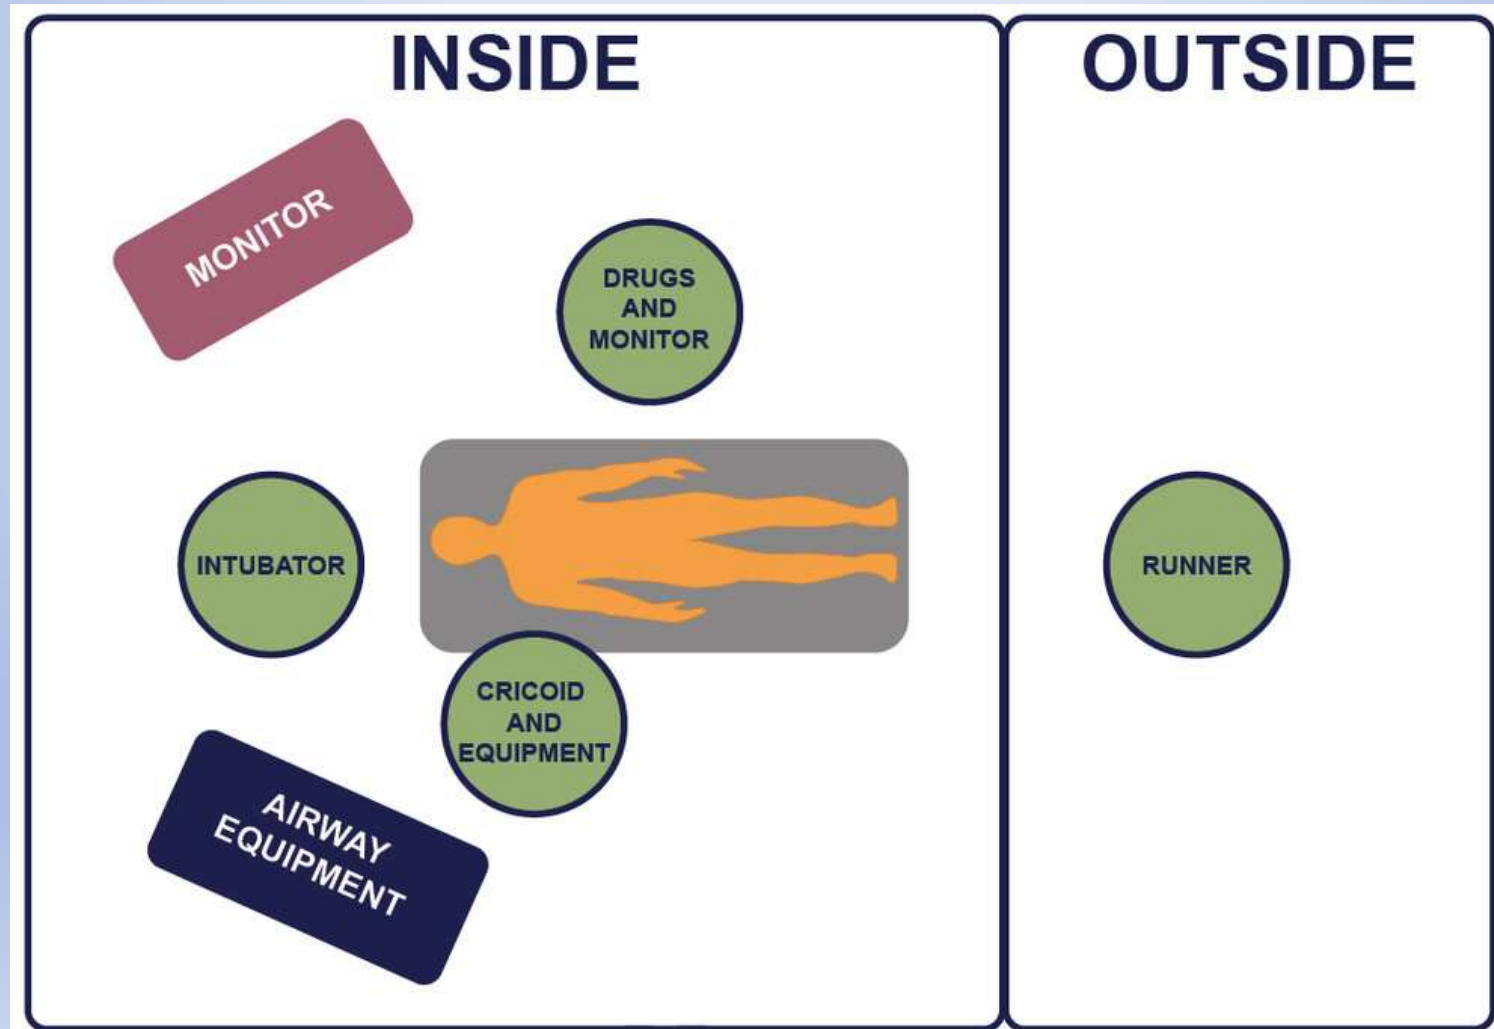 INSIDE
OUTSIDE
MONITOR
DRUGS
AND
MONITOR
INTUBATOR
RUNNER
CRICOID
AND
EQUIPMENT
AIRWAY
EQUIPMENT